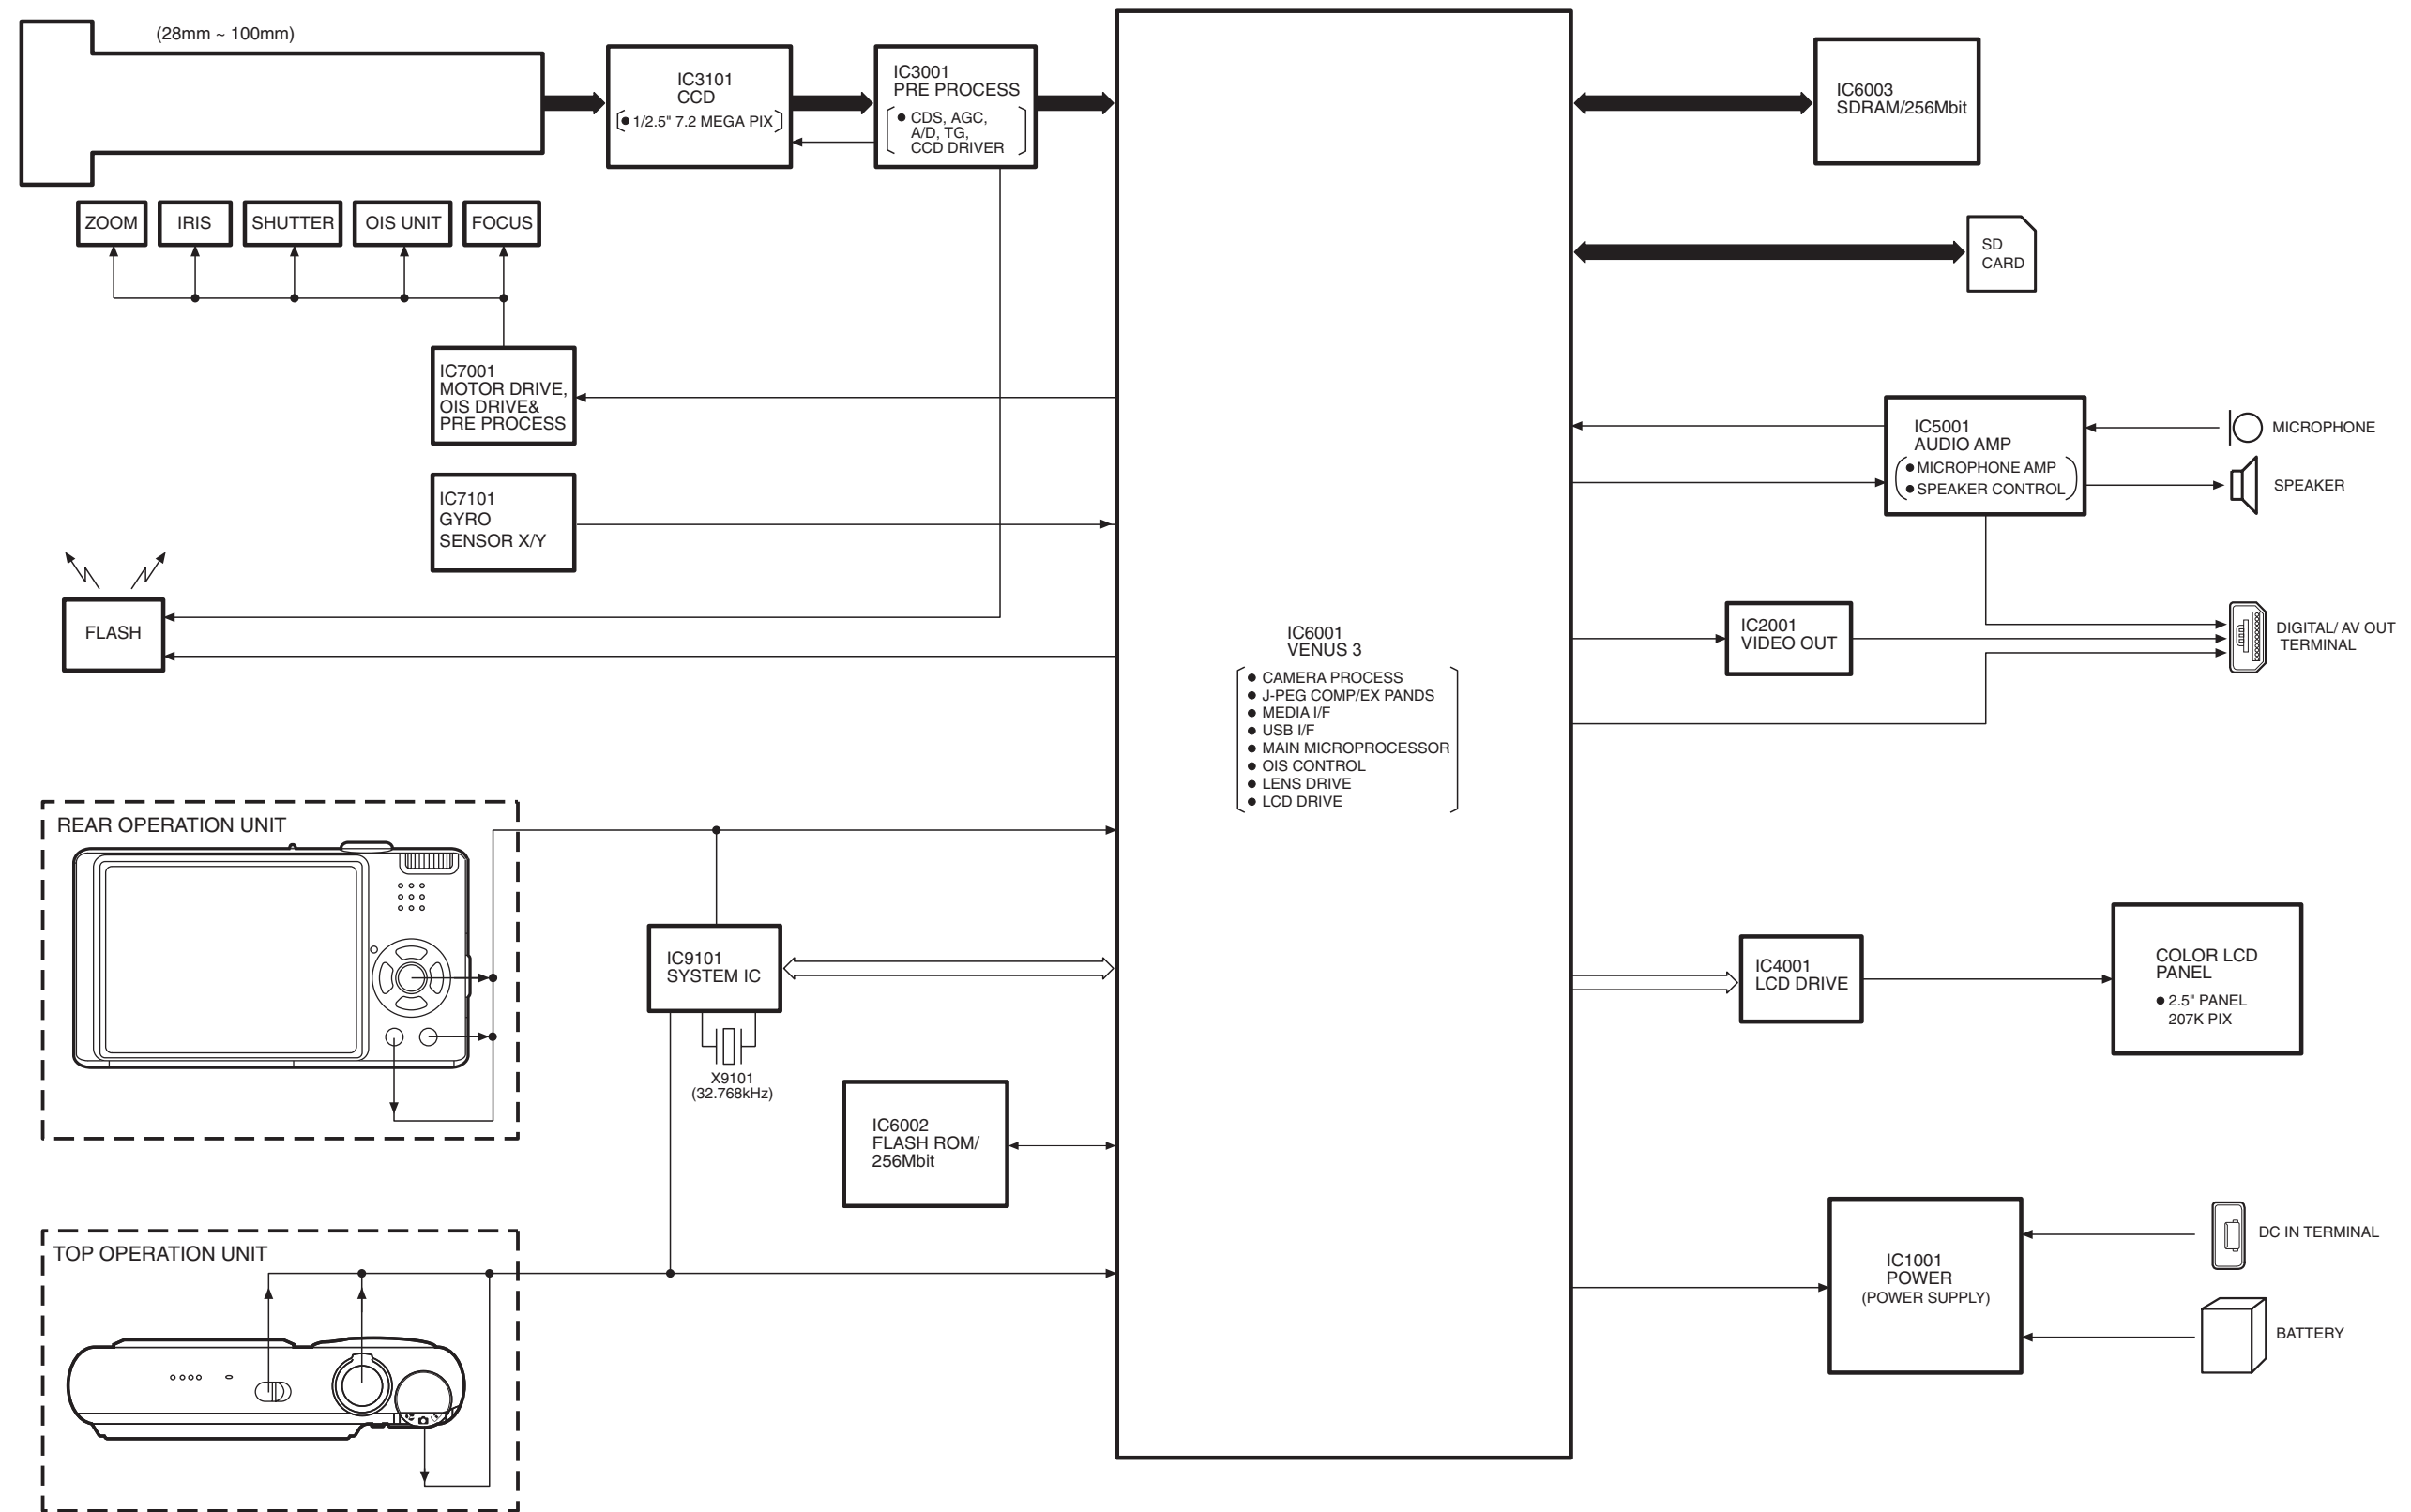 (28mm ~ 100mm)
IC3101
CCD
● 1/2.5" 7.2 MEGA PIX
IC3001
PRE PROCESS
● CDS, AGC,
A/D, TG,
CCD DRIVER
IC6003
SDRAM/256Mbit
ZOOM
IRIS
SHUTTER
OIS UNIT
FOCUS
SD
CARD
IC7001
MOTOR DRIVE,
OIS DRIVE&
PRE PROCESS
IC5001
AUDIO AMP
● MICROPHONE AMP
● SPEAKER CONTROL
MICROPHONE
SPEAKER
IC7101
GYRO
SENSOR X/Y
FLASH
IC6001
VENUS 3
● CAMERA PROCESS
● J-PEG COMP/EX PANDS
● MEDIA I/F
● USB I/F
● MAIN MICROPROCESSOR
● OIS CONTROL
● LENS DRIVE
● LCD DRIVE
IC2001
VIDEO OUT
DIGITAL/ AV OUT
TERMINAL
REAR OPERATION UNIT
IC9101
SYSTEM IC
X9101
(32.768kHz)
IC4001
LCD DRIVE
COLOR LCD
PANEL
● 2.5" PANEL
207K PIX
IC6002
FLASH ROM/
256Mbit
TOP OPERATION UNIT
IC1001
POWER
(POWER SUPPLY)
DC IN TERMINAL
BATTERY